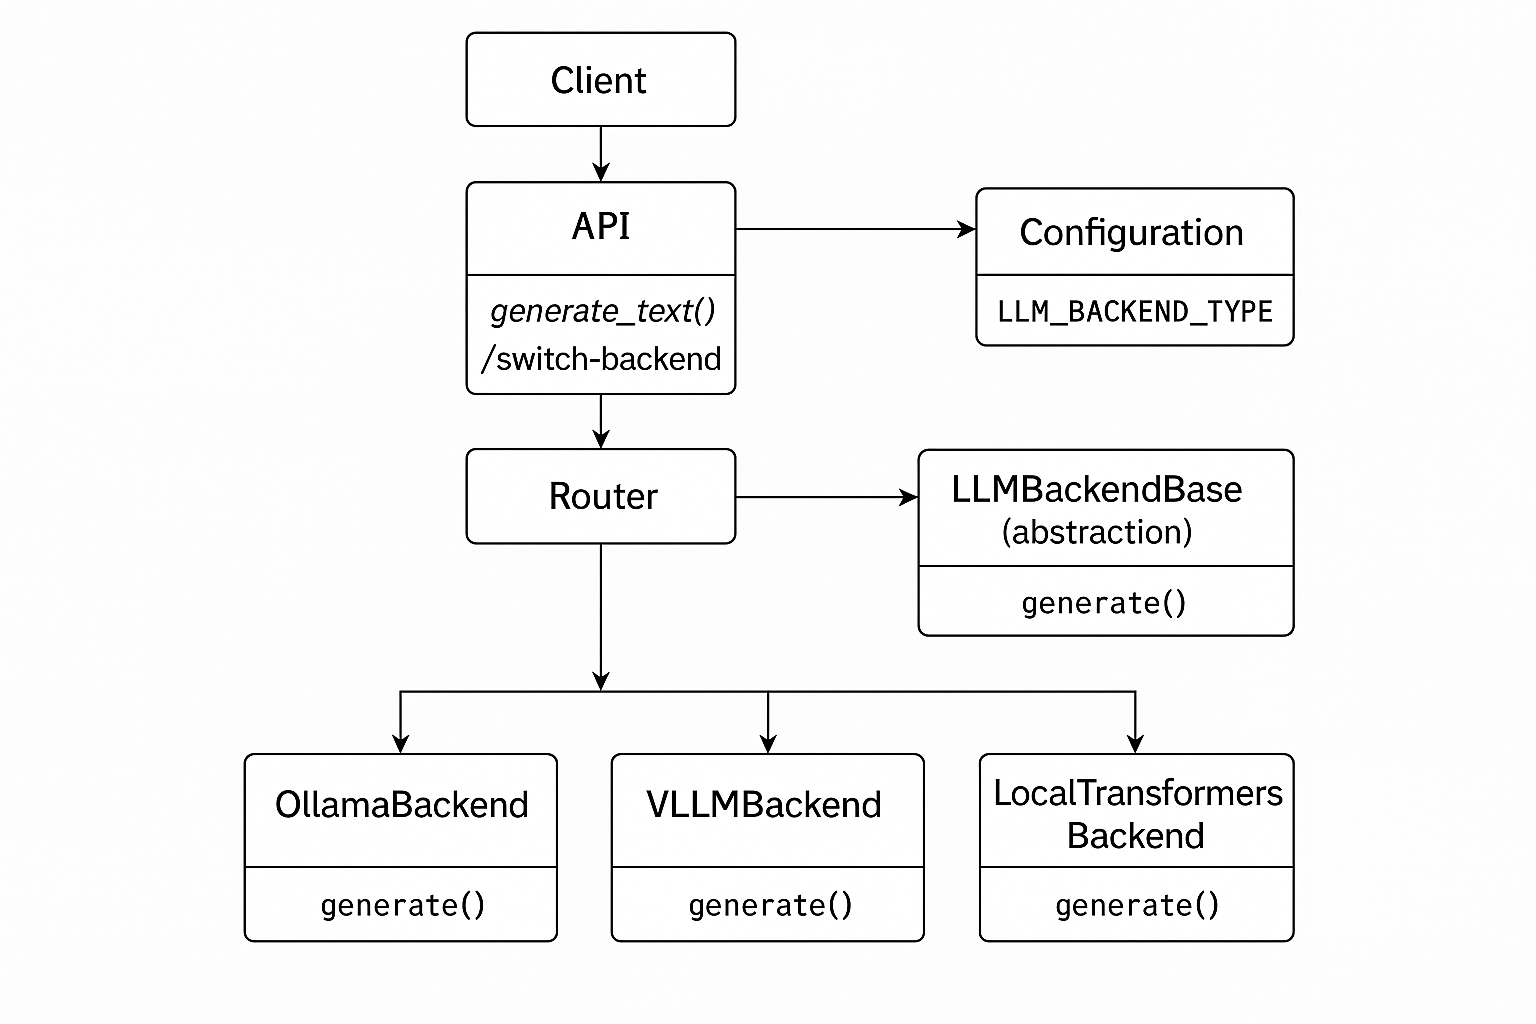 Client
API
generate_text()
/switch-backend
Configuration
LLM_BACKEND_TYPE
Router
LLMBackendBase
(abstraction)
generate()
OllamaBackend
generate()
VLLMBackend
generate()
LocalTransformers
Backend
generate()